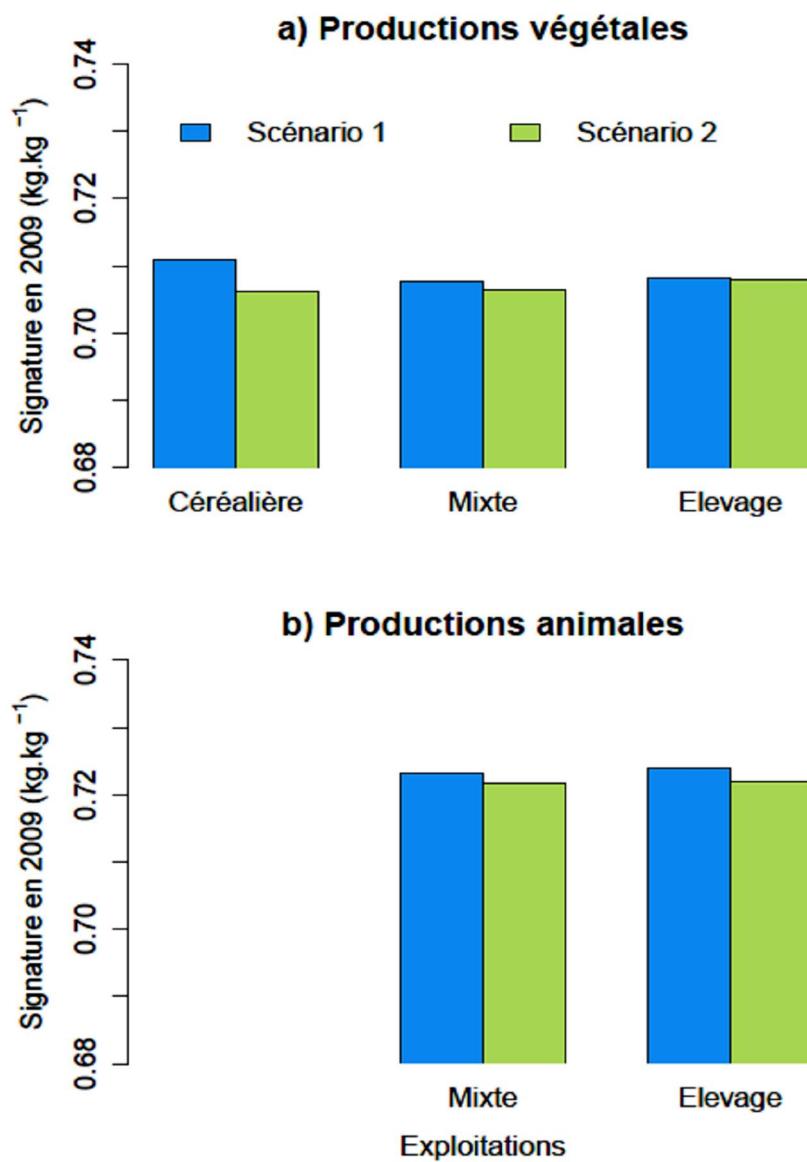 a) Productions végétales
Signature en 2009 (kg.kg⁻¹)
0.74
0.72
0.70
0.68
Scénario 1
Scénario 2
Céréalière
Mixte
Elevage
b) Productions animales
Signature en 2009 (kg.kg⁻¹)
0.74
0.72
0.70
0.68
Mixte
Elevage
Exploitations